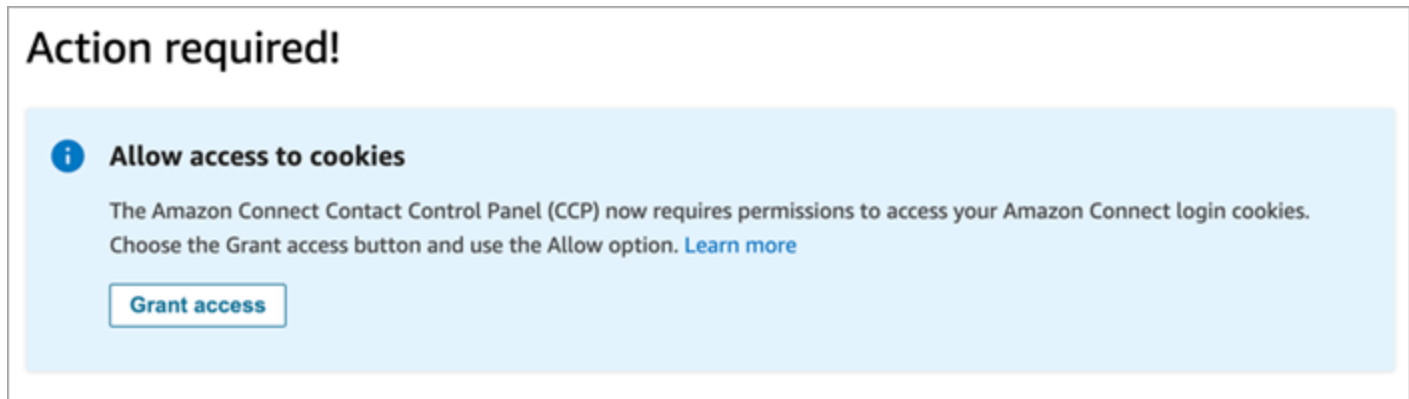 Action required!
Allow access to cookies
The Amazon Connect Contact Control Panel (CCP) now requires permissions to access your Amazon Connect login cookies.
Choose the Grant access button and use the Allow option. Learn more
Grant access